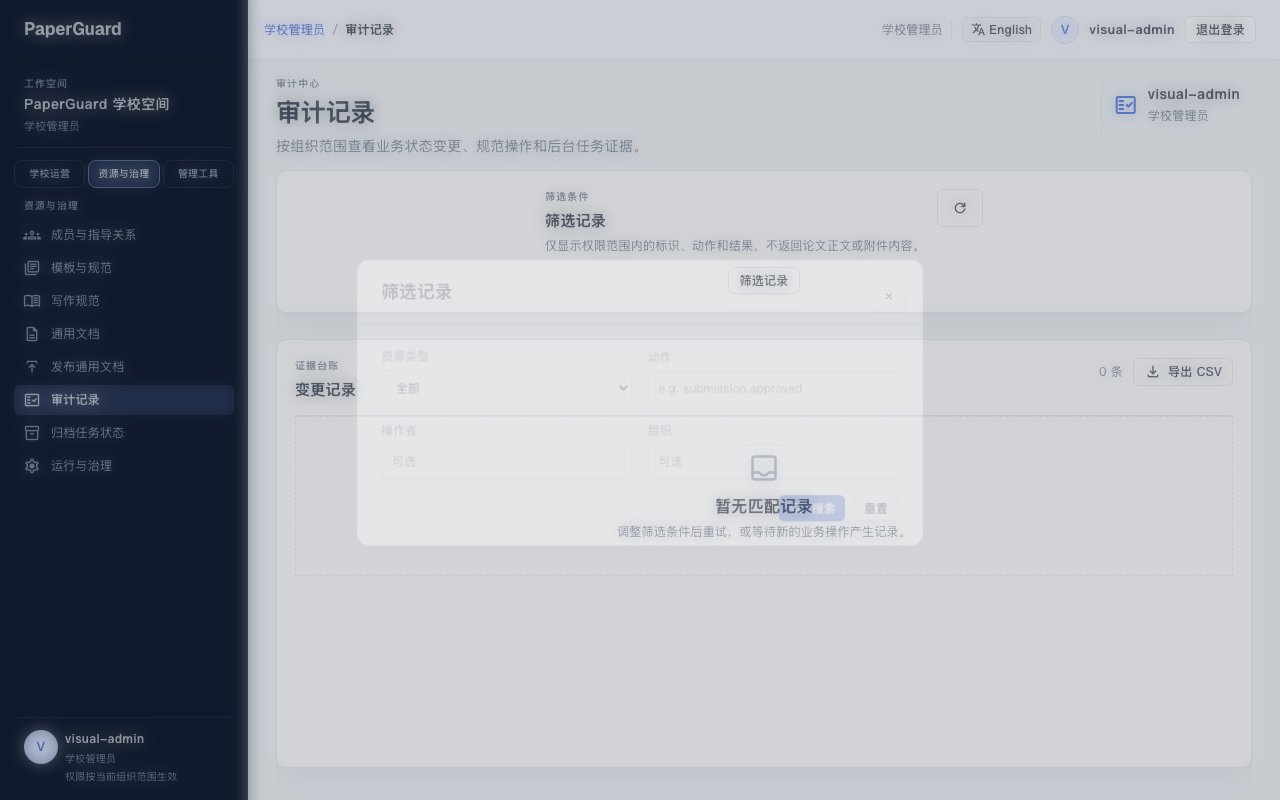 PaperGuard
工作空间
PaperGuard 学校空间
学校管理员
学校运营
资源与治理
管理工具
资源与治理
成员与指导关系
模板与规范
写作规范
通用文档
发布通用文档
审计记录
归档任务状态
运行与治理
V
visual-admin
学校管理员
权限按当前组织范围生效
学校管理员 / 审计记录
学校管理员
English
V
visual-admin
退出登录
审计中心
审计记录
按组织范围查看业务状态变更、规范操作和后台任务证据。
visual-admin
学校管理员
筛选条件
筛选记录
仅显示权限范围内的标识、动作和结果，不返回论文正文或附件内容。
筛选记录
筛选记录
×
资源类型
全部
动作
e.g. submission.approved
操作者
可选
组织
可选
搜索
重置
证据台账
变更记录
0 条
导出 CSV
暂无匹配记录
调整筛选条件后重试，或等待新的业务操作产生记录。